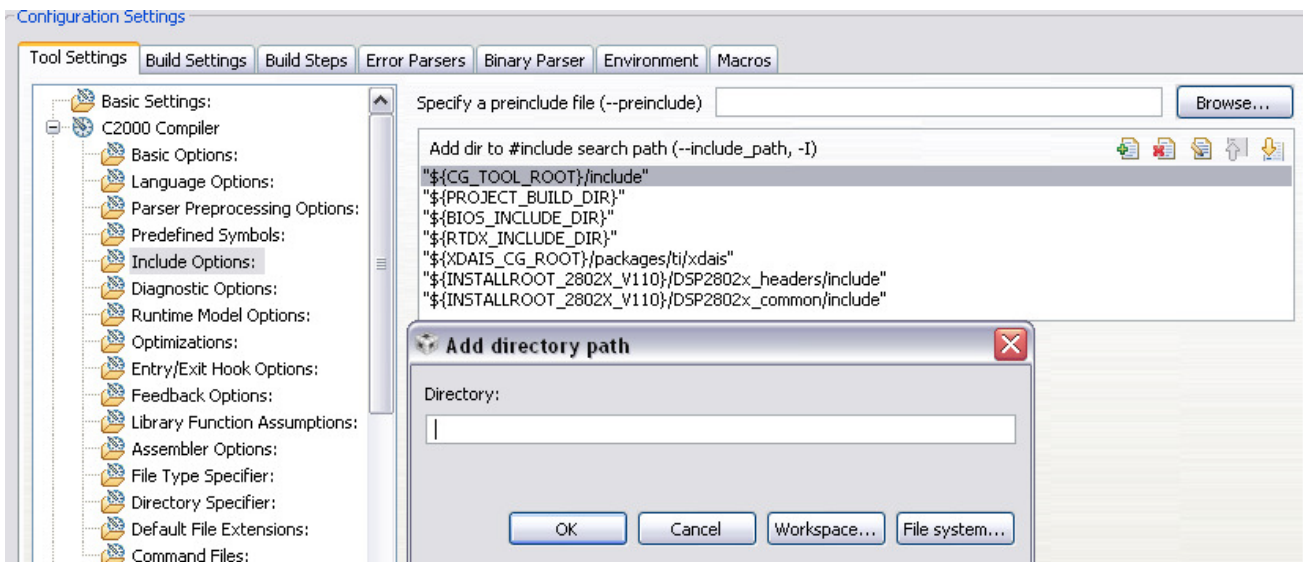 Configuration Settings
Tool Settings Build Settings Build Steps Error Parsers Binary Parser Environment Macros
Basic Settings:
C2000 Compiler
Basic Options:
Language Options:
Parser Preprocessing Options:
Predefined Symbols:
Include Options:
Diagnostic Options:
Runtime Model Options:
Optimizations:
Entry/Exit Hook Options:
Feedback Options:
Library Function Assumptions:
Assembler Options:
File Type Specifier:
Directory Specifier:
Default File Extensions:
Command Files:
Specify a preinclude file (--preinclude)
Browse...
Add dir to #include search path (--include_path, -I)
"${CG_TOOL_ROOT}/include"
"${PROJECT_BUILD_DIR}"
"${BIOS_INCLUDE_DIR}"
"${RTDX_INCLUDE_DIR}"
"${XDAIS_CG_ROOT}/packages/ti/xdais"
"${INSTALLROOT_2802X_V110}/DSP2802x_headers/include"
"${INSTALLROOT_2802X_V110}/DSP2802x_common/include"
Add directory path
Directory:
OK Cancel Workspace... File system...